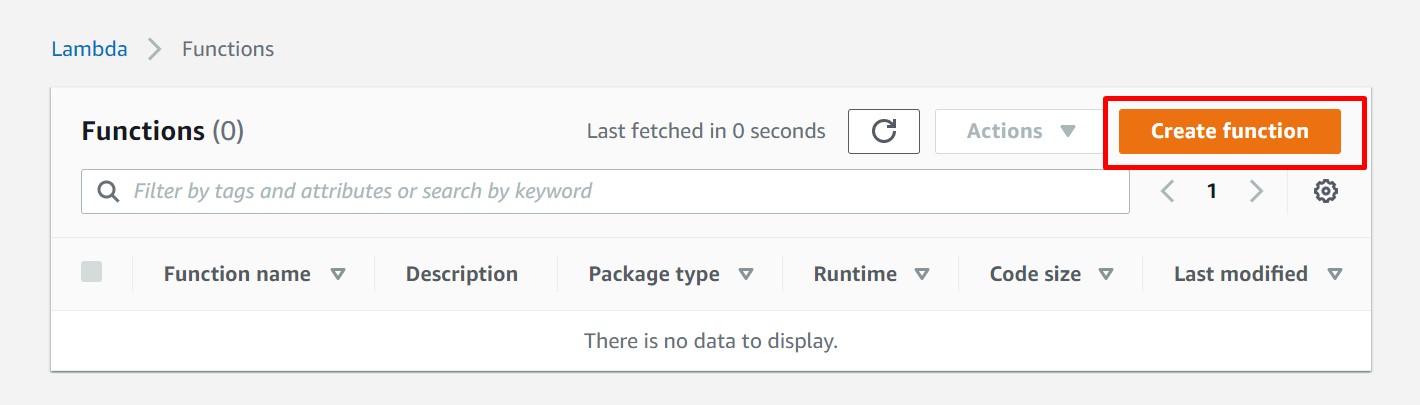 Lambda > Functions
Functions (0) Last fetched in 0 seconds Actions Create function
Filter by tags and attributes or search by keyword 1
Function name Description Package type Runtime Code size Last modified
There is no data to display.